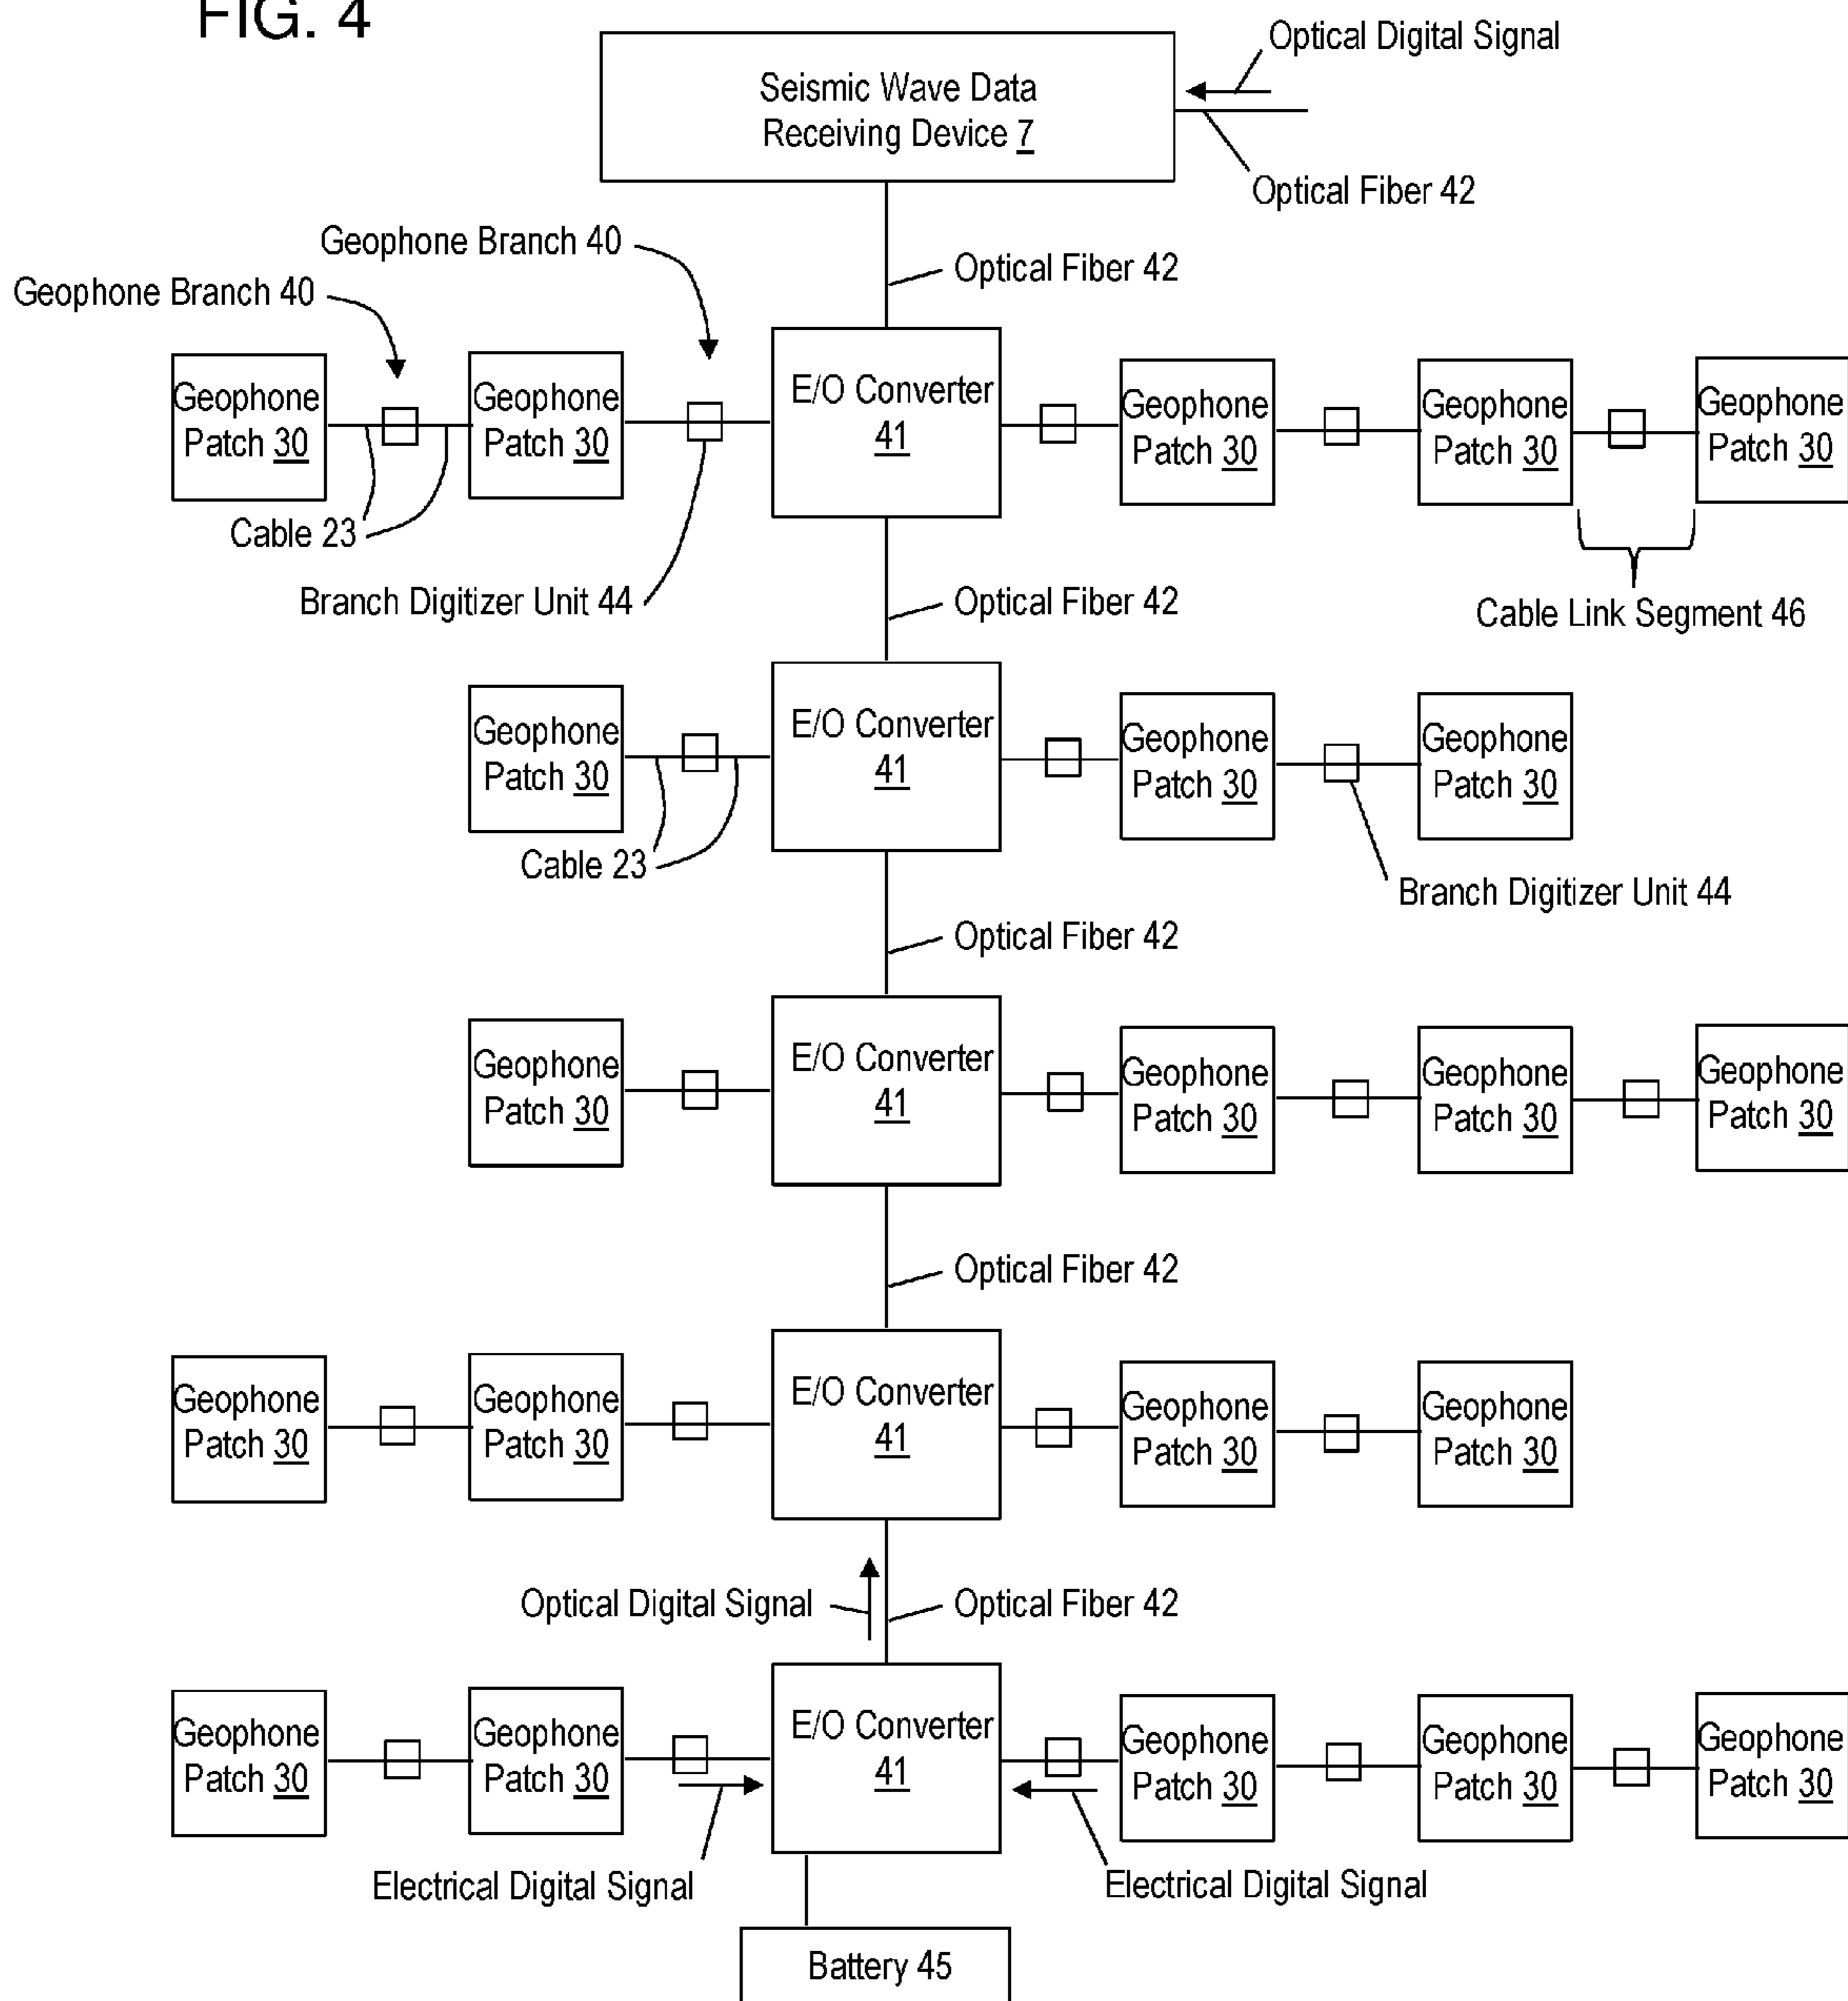 FIG. 4
Optical Digital Signal
Seismic Wave Data
Receiving Device 7
Optical Fiber 42
Geophone Branch 40
Geophone Branch 40
Optical Fiber 42
Geophone
Patch 30
Geophone
Patch 30
E/O Converter
41
Geophone
Patch 30
Geophone
Patch 30
Geophone
Patch 30
Cable 23
Branch Digitizer Unit 44
Optical Fiber 42
Cable Link Segment 46
Geophone
Patch 30
E/O Converter
41
Geophone
Patch 30
Geophone
Patch 30
Cable 23
Branch Digitizer Unit 44
Optical Fiber 42
Geophone
Patch 30
E/O Converter
41
Geophone
Patch 30
Geophone
Patch 30
Geophone
Patch 30
Optical Fiber 42
Geophone
Patch 30
Geophone
Patch 30
E/O Converter
41
Geophone
Patch 30
Geophone
Patch 30
Optical Digital Signal
Optical Fiber 42
Geophone
Patch 30
Geophone
Patch 30
E/O Converter
41
Geophone
Patch 30
Geophone
Patch 30
Geophone
Patch 30
Electrical Digital Signal
Electrical Digital Signal
Battery 45